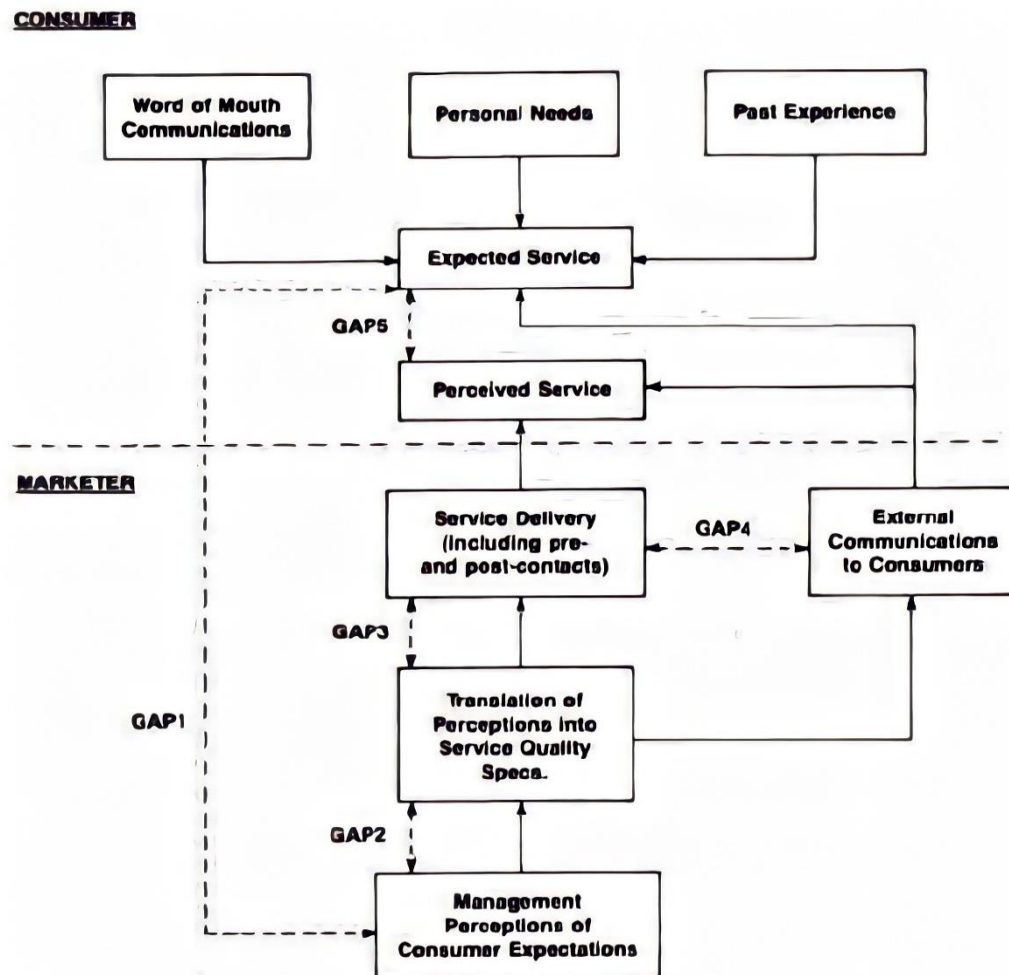 CONSUMER
Word of Mouth
Communications
Personal Needs
Past Experience
Expected Service
GAP5
Perceived Service
MARKETER
Service Delivery
(including pre-
and post-contacts)
GAP4
External
Communications
to Consumers
GAP3
Translation of
Perceptions into
Service Quality
Specs.
GAP1
GAP2
Management
Perceptions of
Consumer Expectations